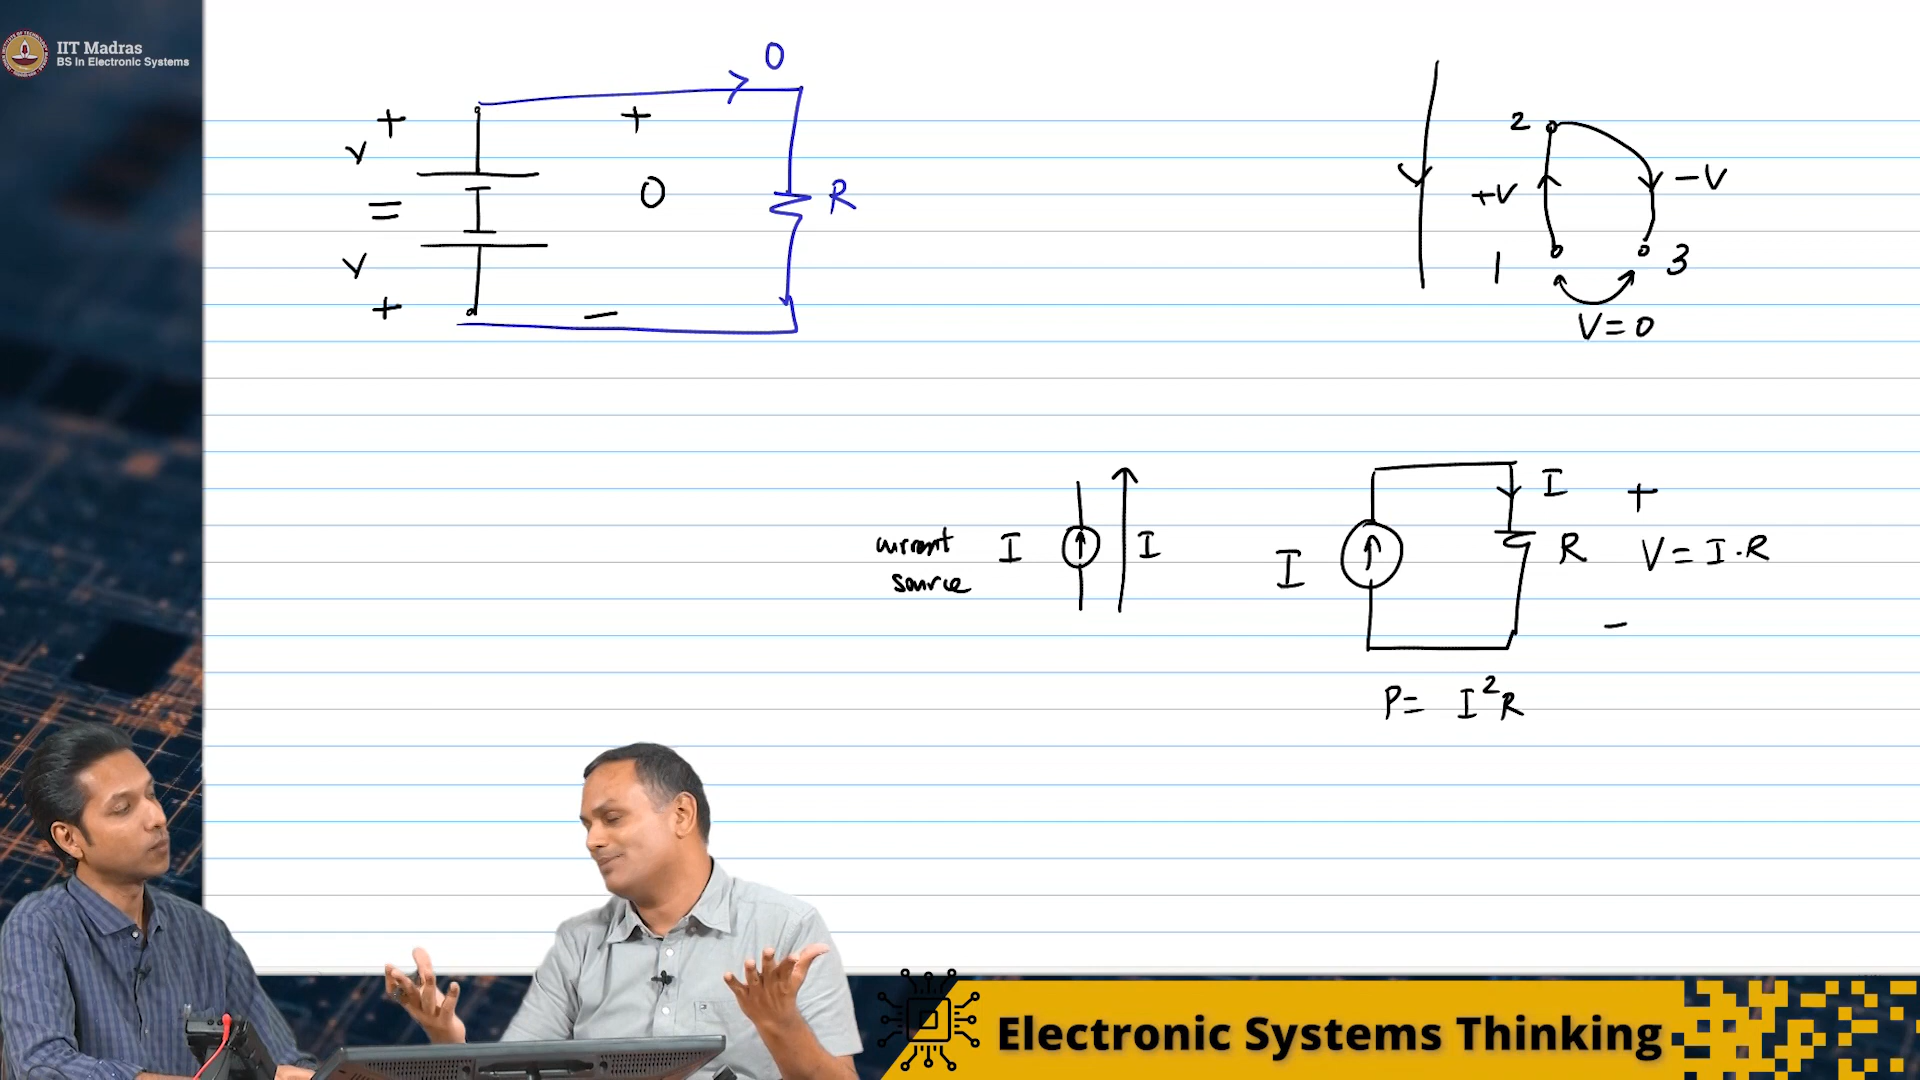 IIT Madras
BS In Electronic Systems
0
+
V
=
V
+
+
0
−
R
2
+V
−V
1
3
V = 0
current
source
I
I
I
I
R
+
V = I · R
−
P = I²R
Electronic Systems Thinking